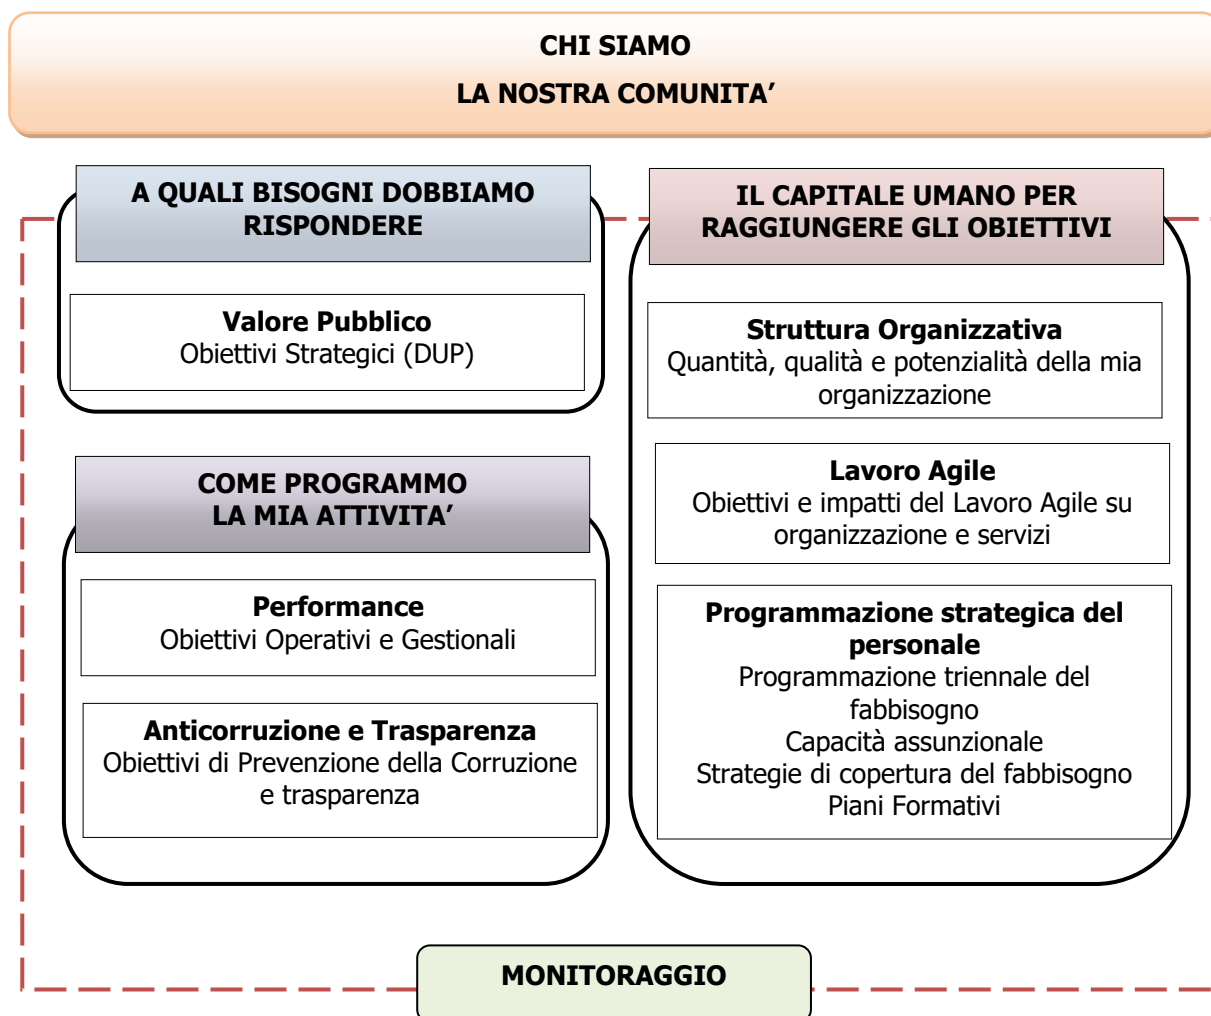 CHI SIAMO
LA NOSTRA COMUNITA’
A QUALI BISOGNI DOBBIAMO
RISPONDERE
Valore Pubblico
Obiettivi Strategici (DUP)
COME PROGRAMMO
LA MIA ATTIVITA’
Performance
Obiettivi Operativi e Gestionali
Anticorruzione e Trasparenza
Obiettivi di Prevenzione della Corruzione
e trasparenza
IL CAPITALE UMANO PER
RAGGIUNGERE GLI OBIETTIVI
Struttura Organizzativa
Quantità, qualità e potenzialità della mia
organizzazione
Lavoro Agile
Obiettivi e impatti del Lavoro Agile su
organizzazione e servizi
Programmazione strategica del
personale
Programmazione triennale del
fabbisogno
Capacità assunzionale
Strategie di copertura del fabbisogno
Piani Formativi
MONITORAGGIO